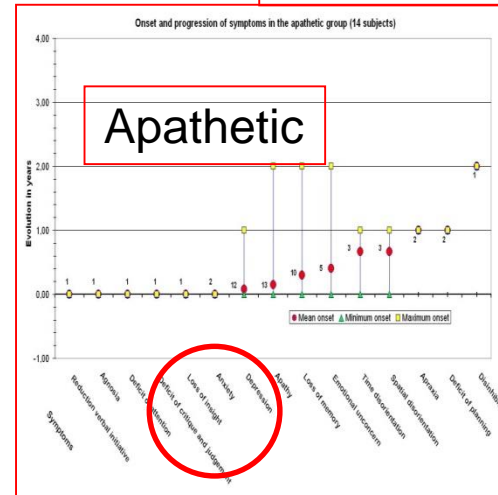 Onset and progression of symptoms in the apathetic group (14 subjects)
4,00
3,00
Apathetic
2,00
1,00
0,00
-1,00
Evolution in years
1
1
1
1
2
12
13
10
5
3
3
2
2
1
Mean onset
Minimum onset
Maximum onset
Symptoms
Reduction verbal initiative
Agnosia
Deficit of attention
Deficit of critique and judgement
Loss of insight
Anxiety
Depression
Apathy
Loss of memory
Emotional unconcern
Time disorientation
Spatial disorientation
Apraxia
Deficit of planning